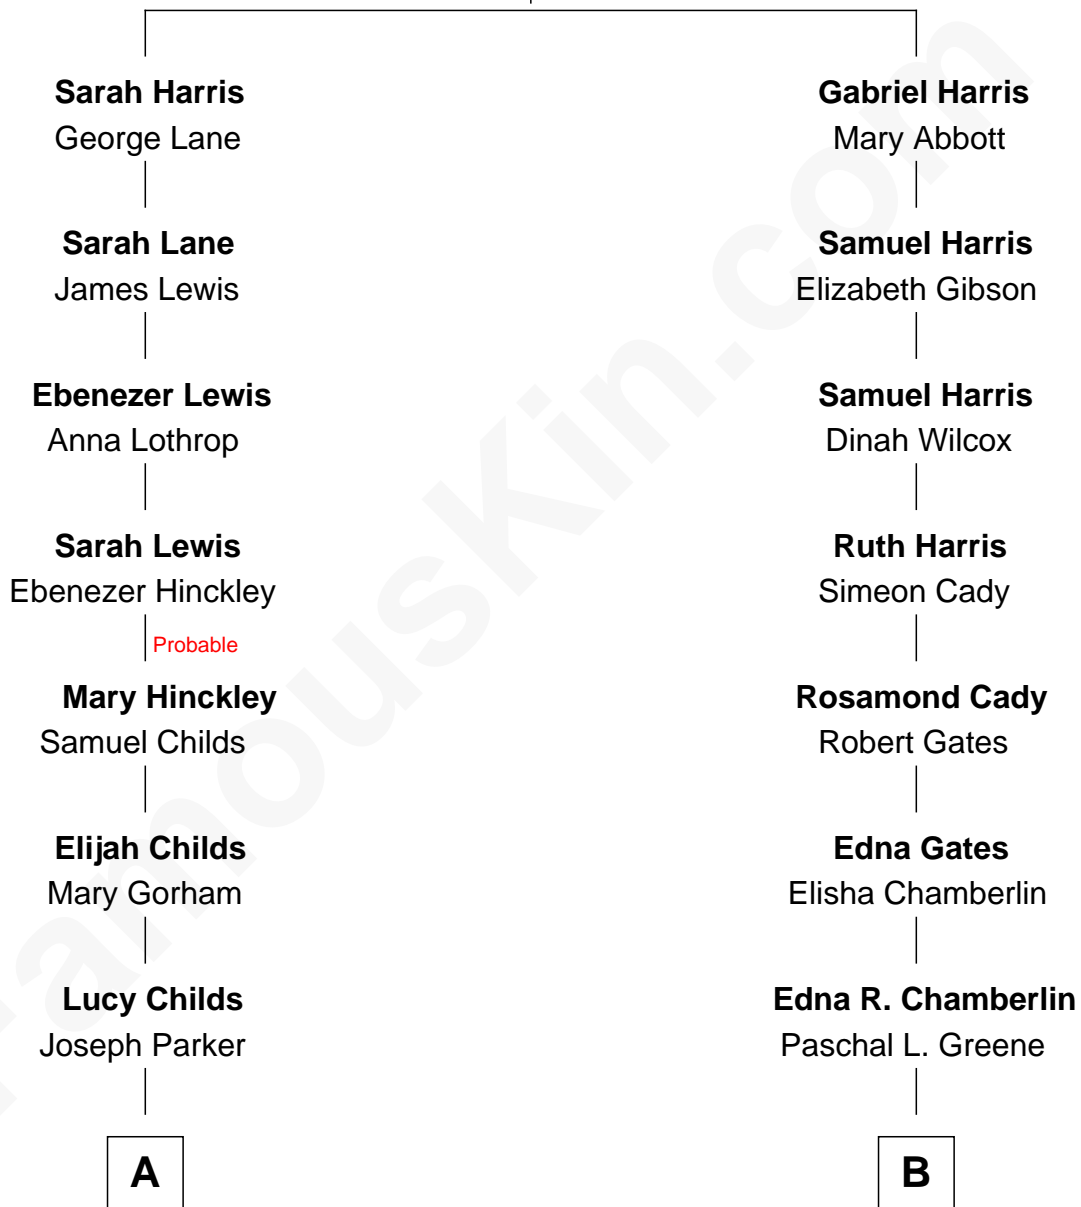 Sarah Harris
George Lane
Sarah Lane
James Lewis
Ebenezer Lewis
Anna Lothrop
Sarah Lewis
Ebenezer Hinckley
Probable
Mary Hinckley
Samuel Childs
Elijah Childs
Mary Gorham
Lucy Childs
Joseph Parker
A
Gabriel Harris
Mary Abbott
Samuel Harris
Elizabeth Gibson
Samuel Harris
Dinah Wilcox
Ruth Harris
Simeon Cady
Rosamond Cady
Robert Gates
Edna Gates
Elisha Chamberlin
Edna R. Chamberlin
Paschal L. Greene
B
FamousKin.com